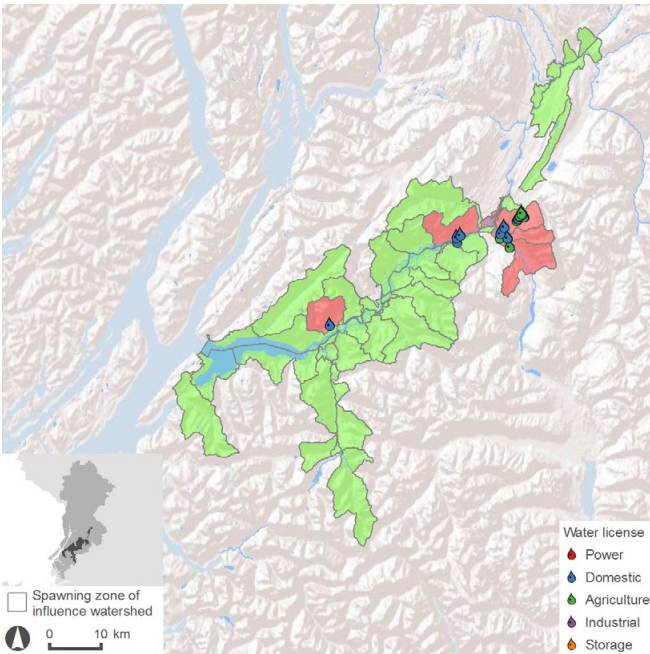 Water license
Power
Domestic
Agriculture
Industrial
Storage
Spawning zone of
influence watershed
0 10 km